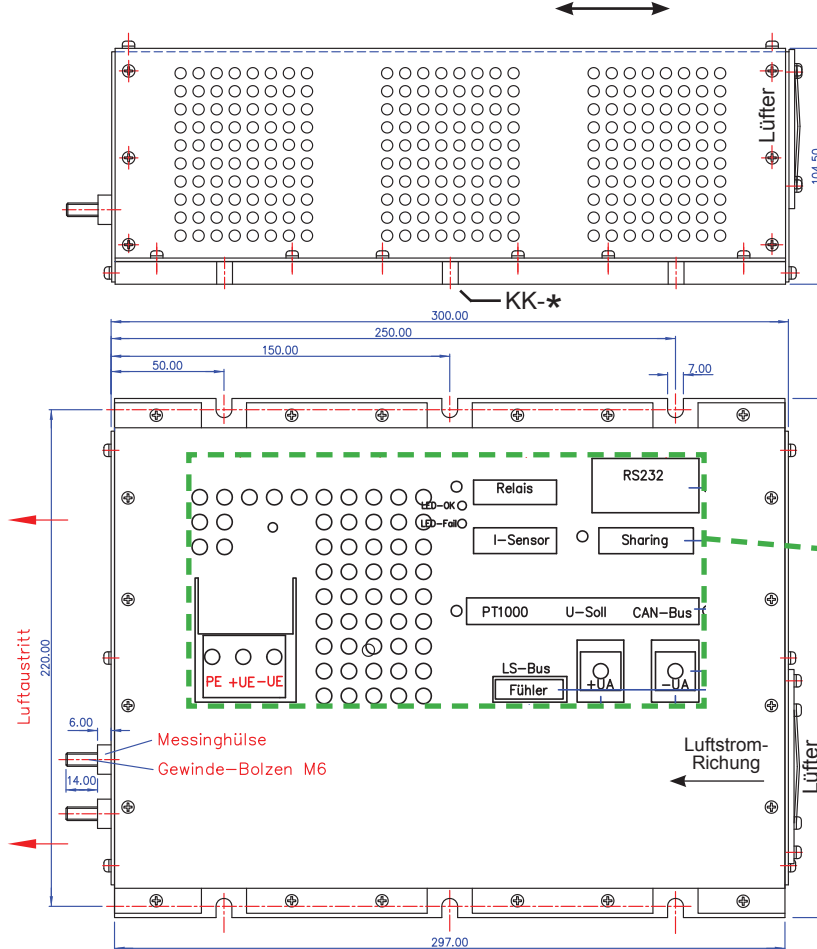 Lüfter
104.50
KK-*
300.00
250.00
150.00
50.00
7.00
RS232
Relais
LED-OK
LED-Fail
I-Sensor
Sharing
PT1000 U-Soll CAN-Bus
LS-Bus
Fühler
+UA
-UA
PE +UE -UE
Luftaustritt
220.00
6.00
Messinghülse
Gewinde-Bolzen M6
14.00
Luftstrom-
Richung
Lüfter
297.00